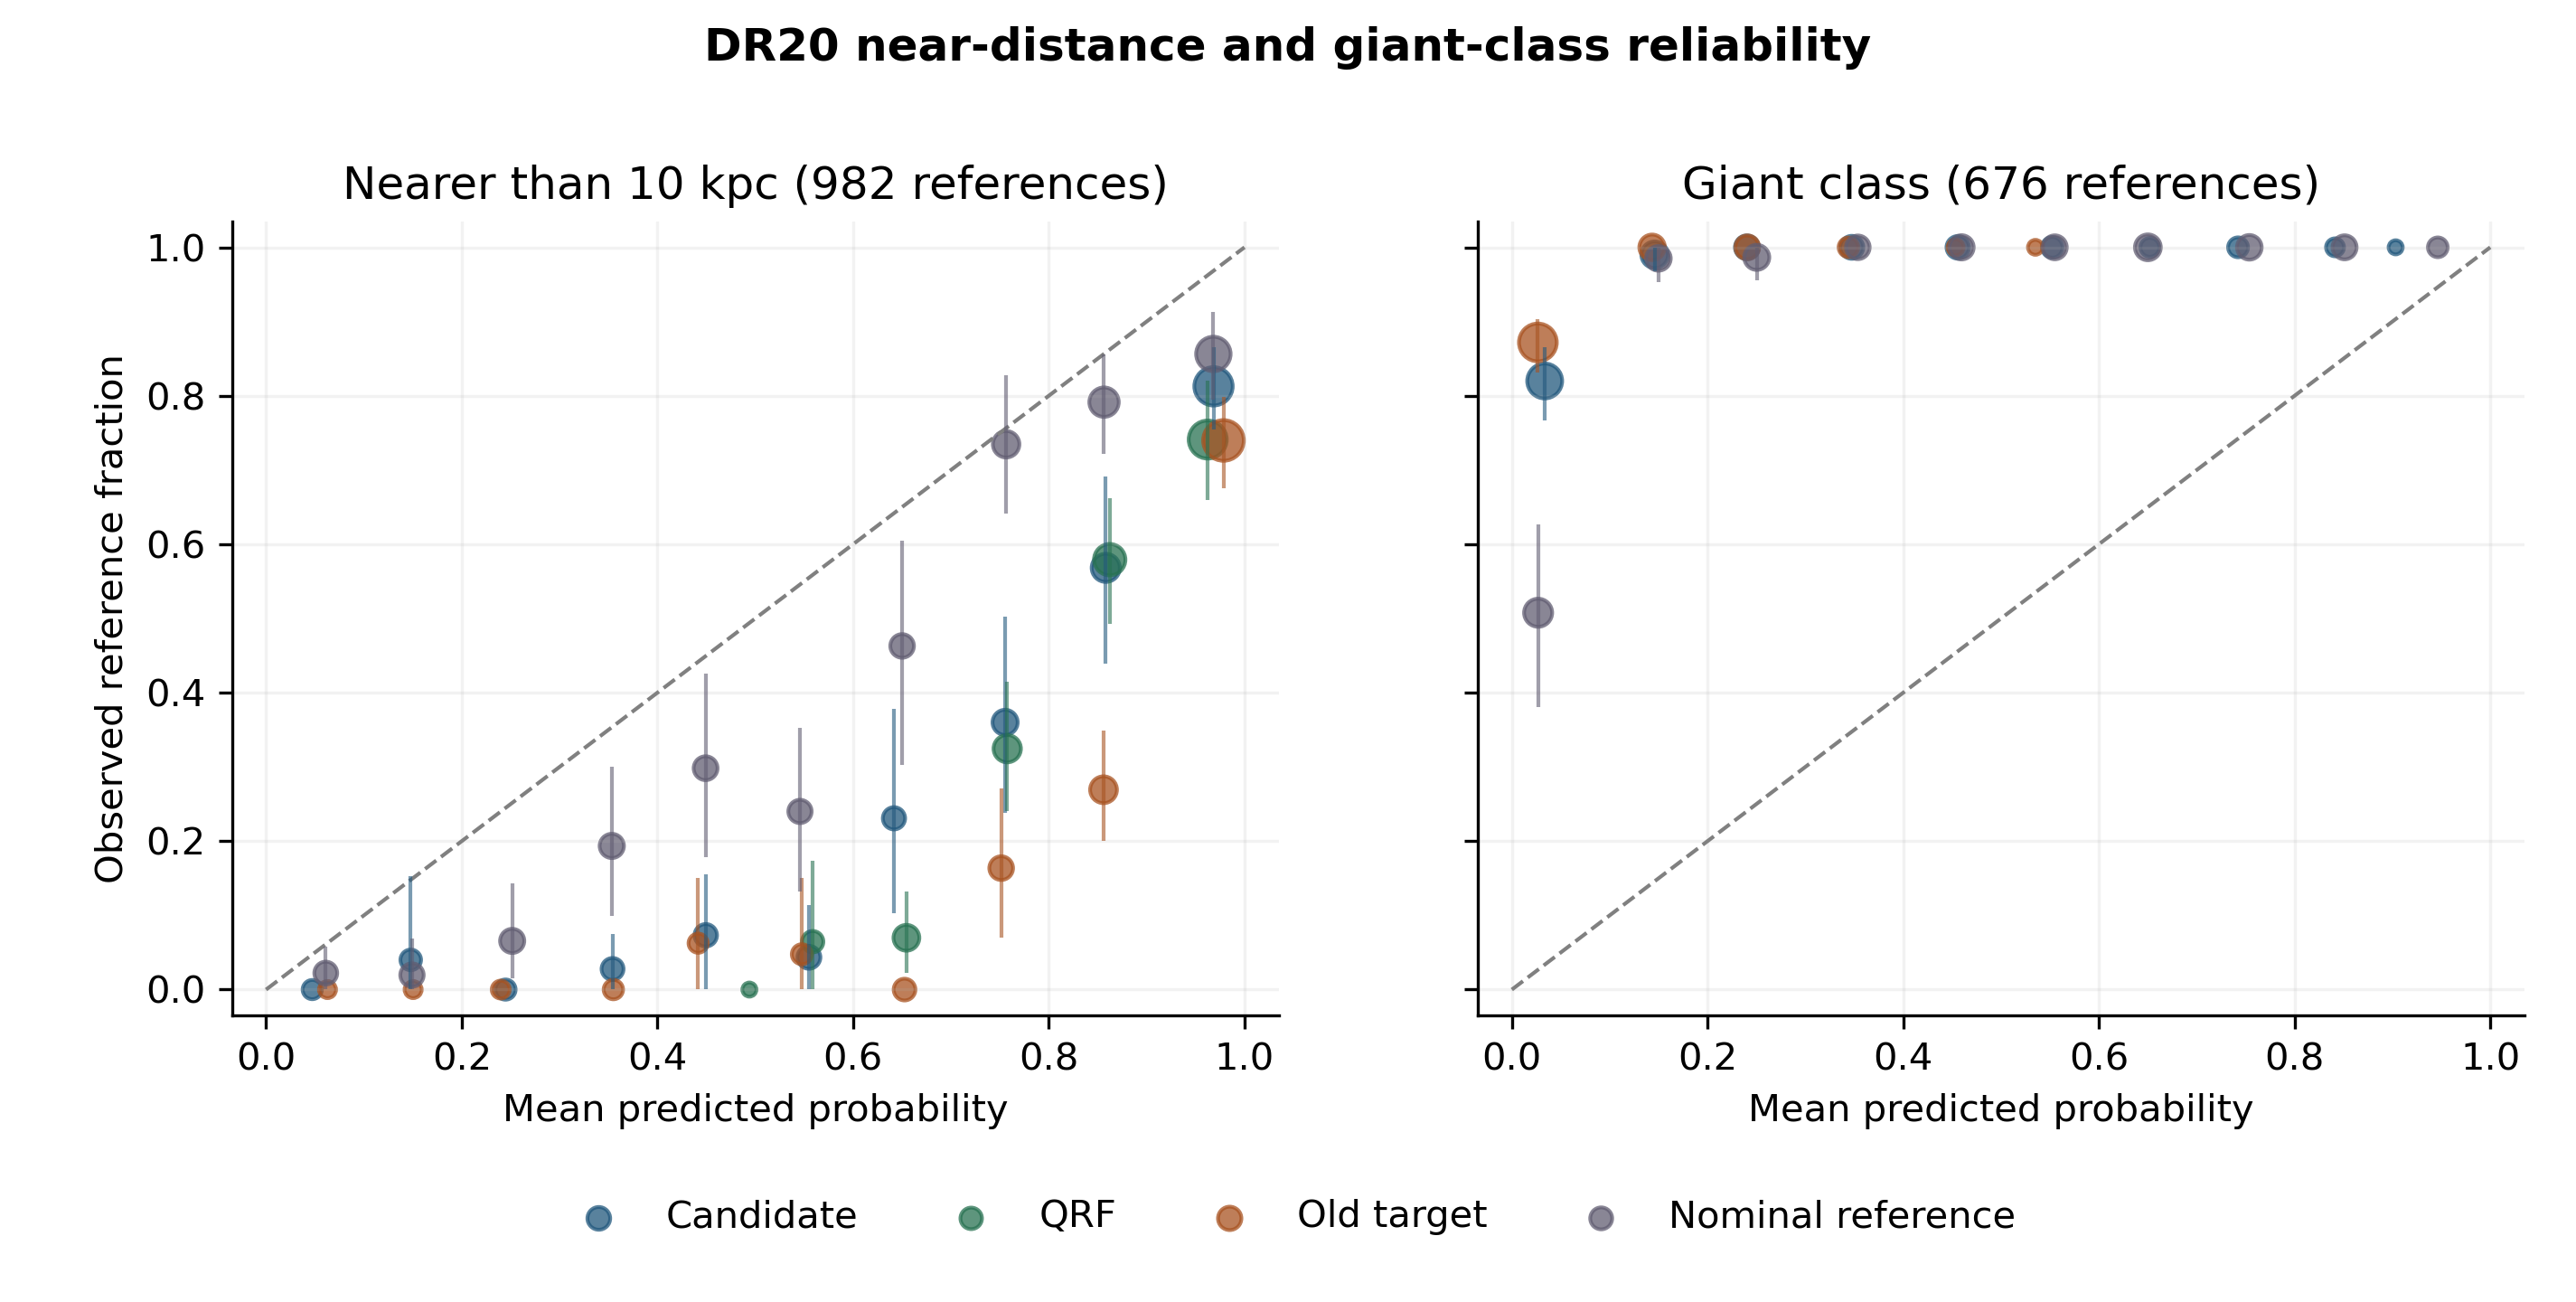 DR20 near-distance and giant-class reliability
Nearer than 10 kpc (982 references)
Giant class (676 references)
Observed reference fraction
1.0
0.8
0.6
0.4
0.2
0.0
0.0 0.2 0.4 0.6 0.8 1.0
0.0 0.2 0.4 0.6 0.8 1.0
Mean predicted probability
Mean predicted probability
Candidate QRF Old target Nominal reference